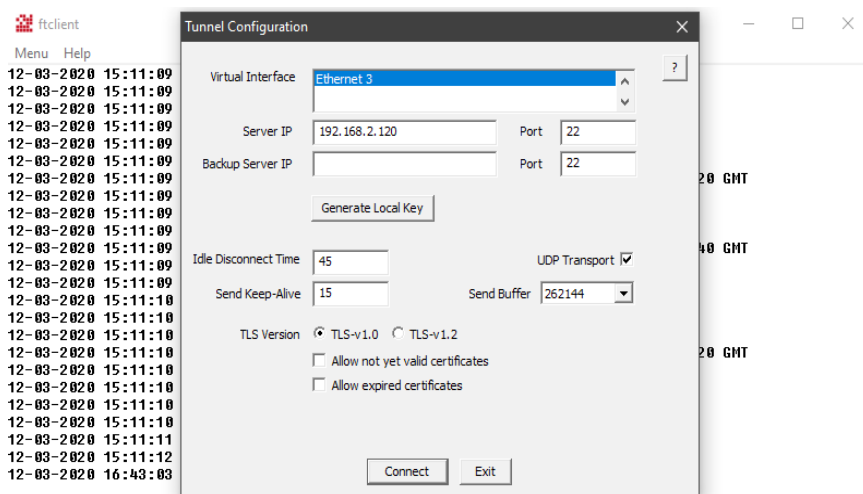 ftclient
Menu Help
Tunnel Configuration
Virtual Interface Ethernet 3 ?
Server IP 192.168.2.120 Port 22
Backup Server IP Port 22
Generate Local Key
Idle Disconnect Time 45 UDP Transport
Send Keep-Alive 15 Send Buffer 262144
TLS Version TLS-v1.0 TLS-v1.2
Allow not yet valid certificates
Allow expired certificates
Connect Exit
12-03-2020 15:11:09
12-03-2020 15:11:09
12-03-2020 15:11:09
12-03-2020 15:11:09
12-03-2020 15:11:09
12-03-2020 15:11:09
12-03-2020 15:11:09 20 GMT
12-03-2020 15:11:09
12-03-2020 15:11:09
12-03-2020 15:11:09
12-03-2020 15:11:09 40 GMT
12-03-2020 15:11:09
12-03-2020 15:11:09
12-03-2020 15:11:10
12-03-2020 15:11:10
12-03-2020 15:11:10
12-03-2020 15:11:10 20 GMT
12-03-2020 15:11:10
12-03-2020 15:11:10
12-03-2020 15:11:10
12-03-2020 15:11:10
12-03-2020 15:11:11
12-03-2020 15:11:12
12-03-2020 16:43:03